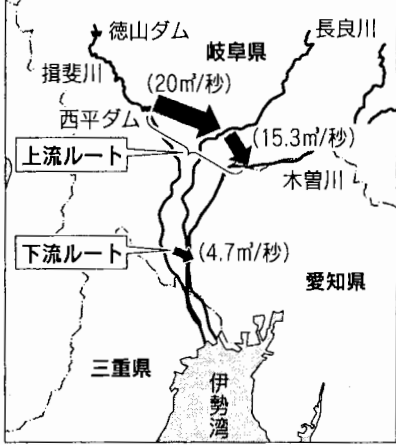 徳山ダム
岐阜県
長良川
揖斐川
(20㎥/秒)
西平ダム
(15.3㎥/秒)
上流ルート
木曽川
下流ルート
(4.7㎥/秒)
愛知県
三重県
伊勢湾